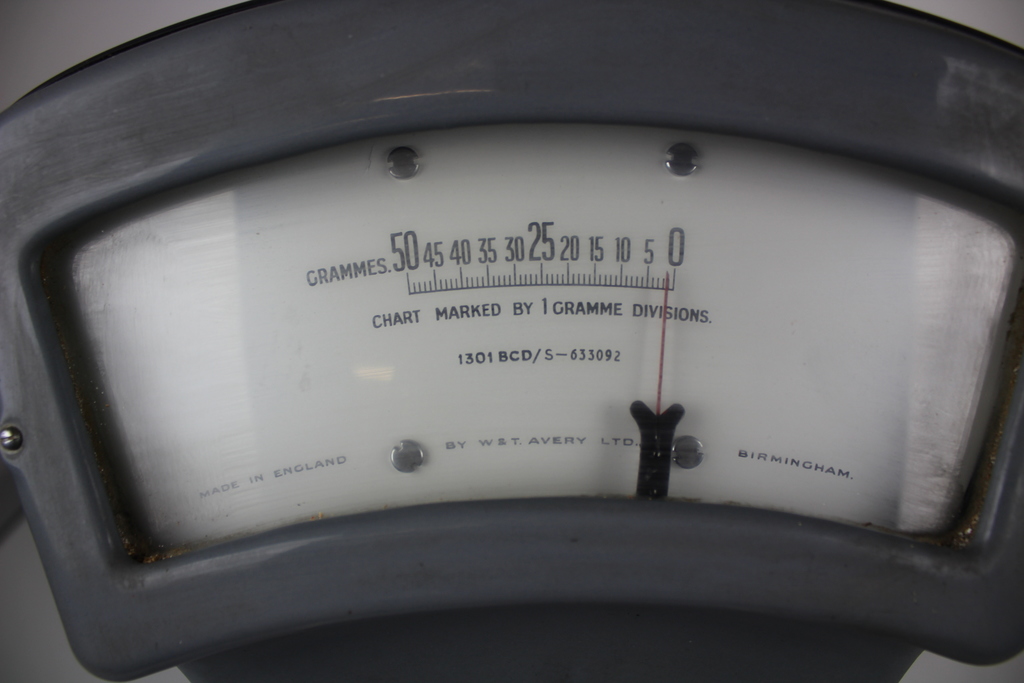 GRAMMES. 50 45 40 35 30 25 20 15 10 5 0
CHART MARKED BY 1 GRAMME DIVISIONS.
1301 BCD/S-633092
MADE IN ENGLAND BY W & T. AVERY LTD. BIRMINGHAM.